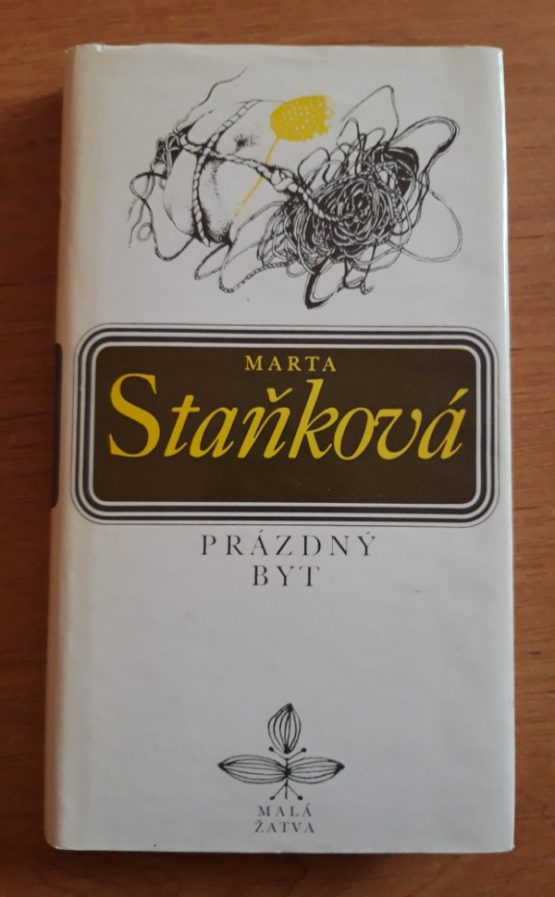 MARTA
Staňková
PRÁZDNÝ
BYT
MALÁ
ŽATVA